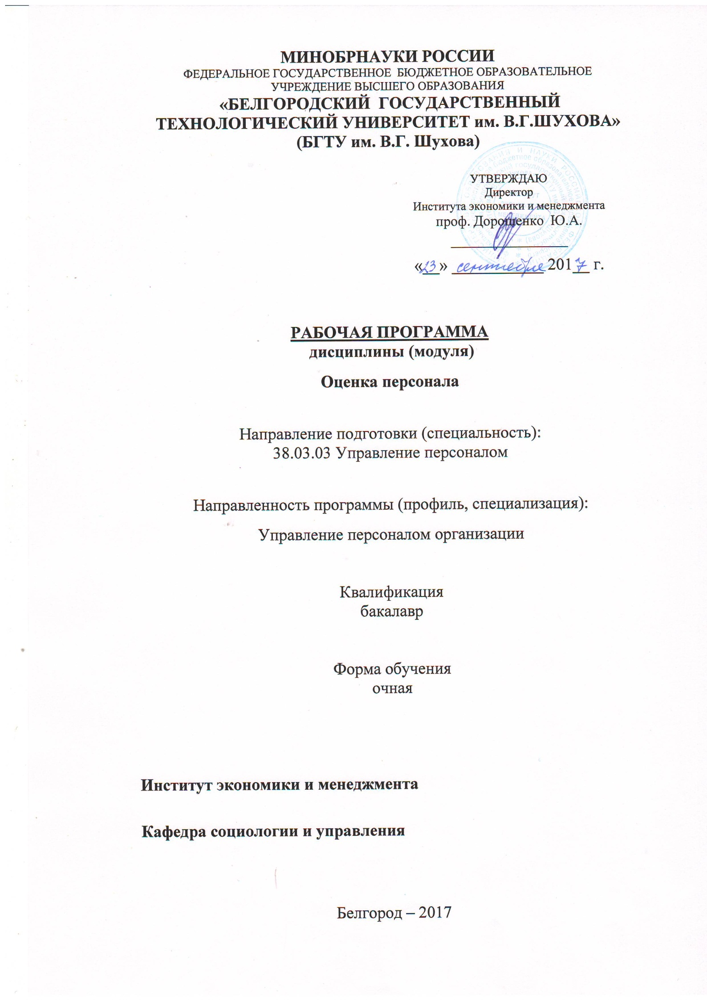 МИНОБРНАУКИ РОССИИ
ФЕДЕРАЛЬНОЕ ГОСУДАРСТВЕННОЕ БЮДЖЕТНОЕ ОБРАЗОВАТЕЛЬНОЕ
УЧРЕЖДЕНИЕ ВЫСШЕГО ОБРАЗОВАНИЯ
«БЕЛГОРОДСКИЙ ГОСУДАРСТВЕННЫЙ
ТЕХНОЛОГИЧЕСКИЙ УНИВЕРСИТЕТ им. В.Г.ШУХОВА»
(БГТУ им. В.Г. Шухова)
УТВЕРЖДАЮ
Директор
Института экономики и менеджмента
проф. Дорошенко Ю.А.
«23» сентября 2017 г.
РАБОЧАЯ ПРОГРАММА
дисциплины (модуля)
Оценка персонала
Направление подготовки (специальность):
38.03.03 Управление персоналом
Направленность программы (профиль, специализация):
Управление персоналом организации
Квалификация
бакалавр
Форма обучения
очная
Институт экономики и менеджмента
Кафедра социологии и управления
Белгород – 2017